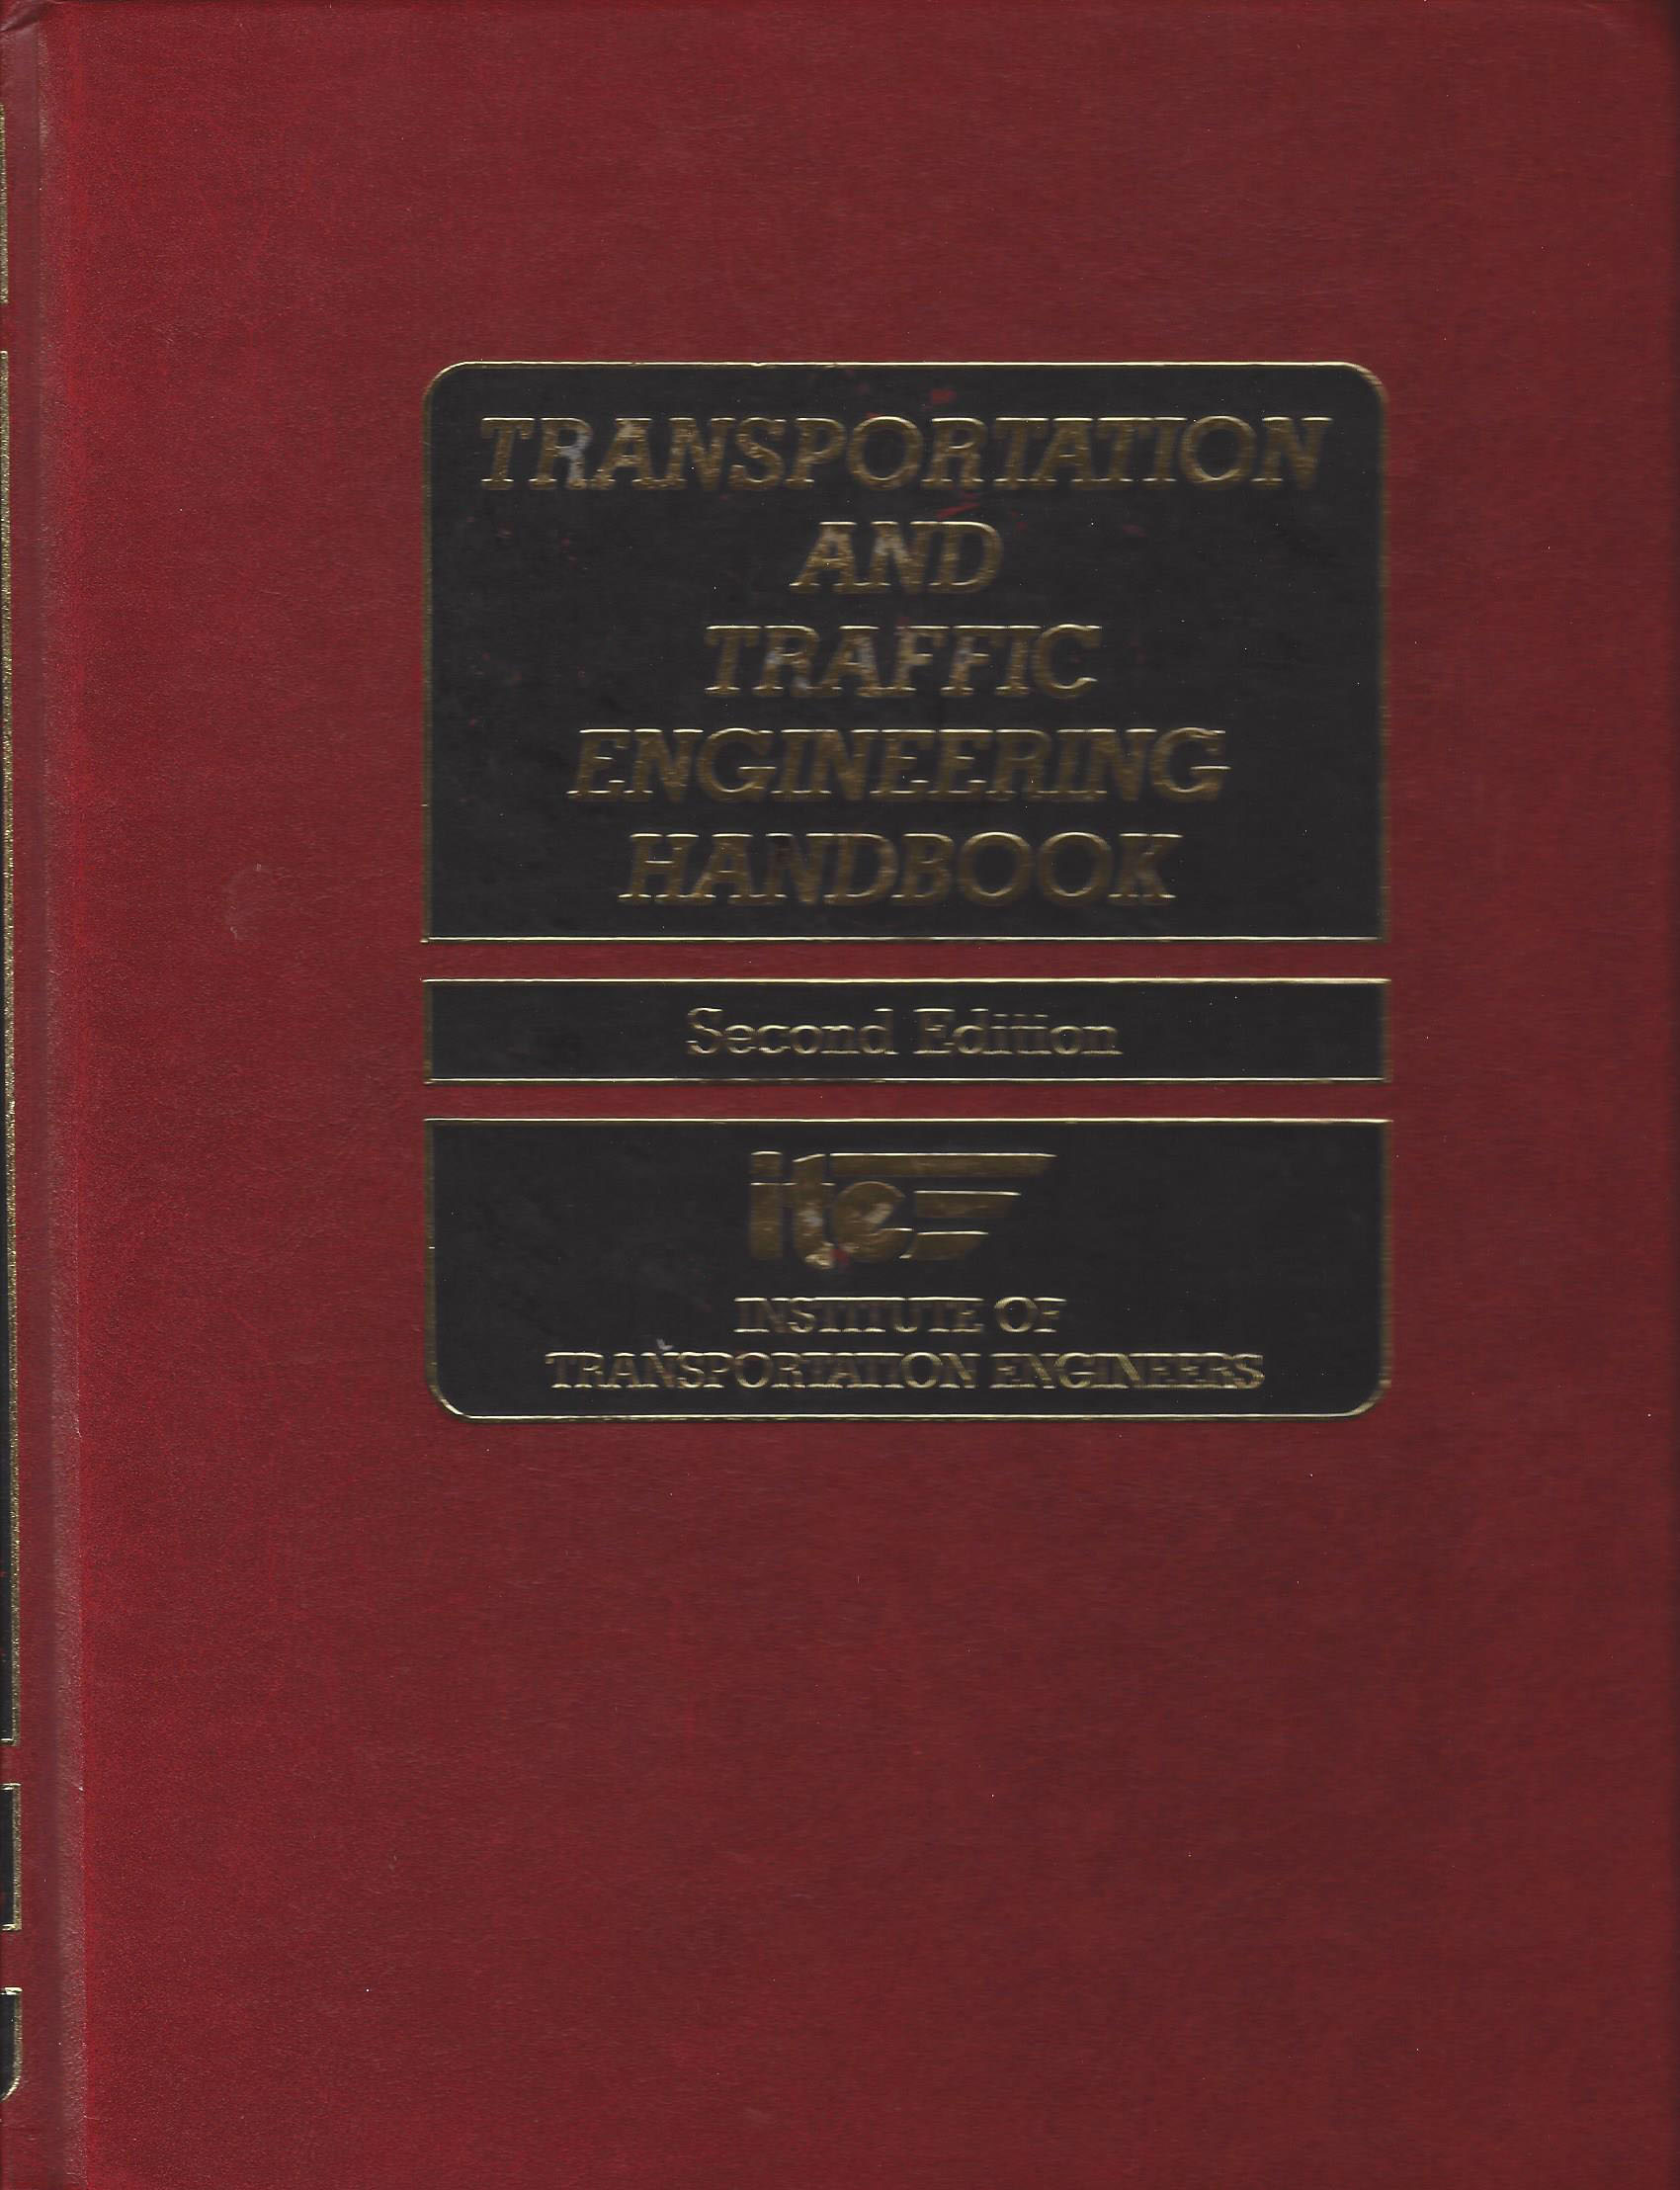 TRANSPORTATION
AND
TRAFFIC
ENGINEERING
HANDBOOK
Second Edition
ite
INSTITUTE OF
TRANSPORTATION ENGINEERS